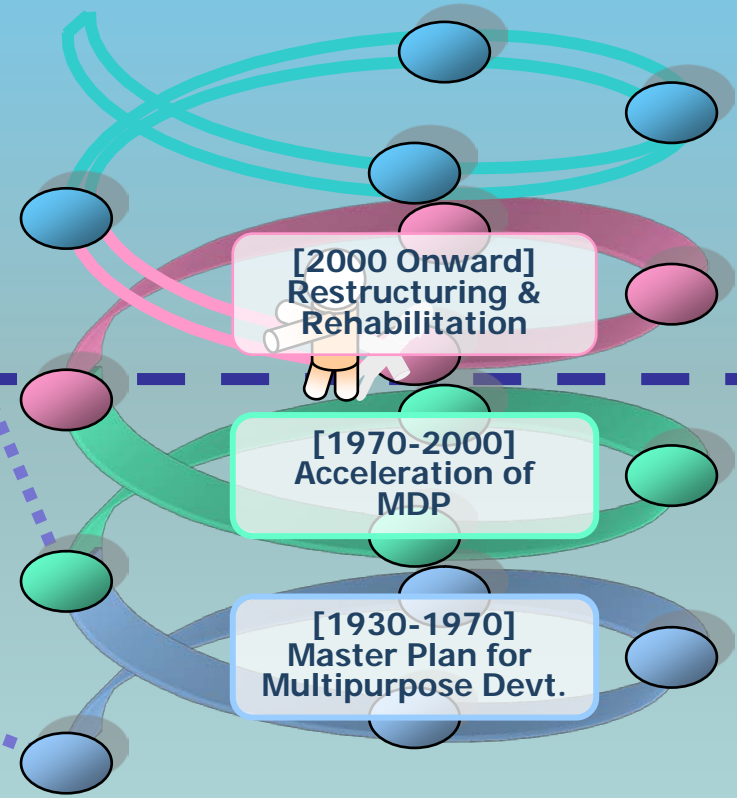 [2000 Onward]
Restructuring &
Rehabilitation
[1970-2000]
Acceleration of
MDP
[1930-1970]
Master Plan for
Multipurpose Devt.